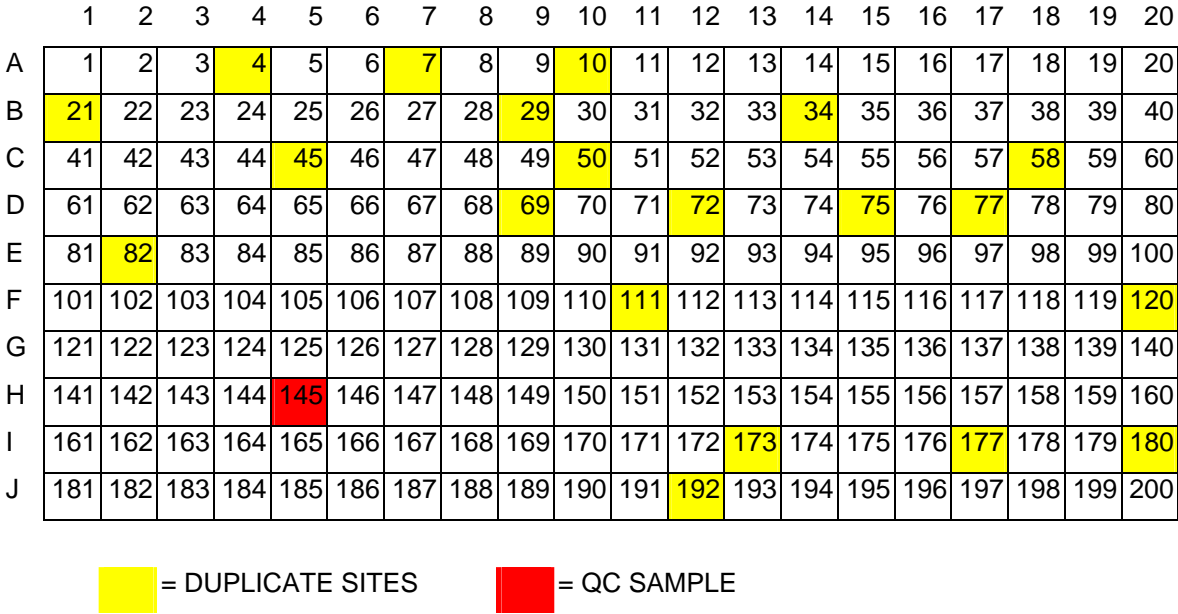 1 2 3 4 5 6 7 8 9 10 11 12 13 14 15 16 17 18 19 20
A 1 2 3 4 5 6 7 8 9 10 11 12 13 14 15 16 17 18 19 20
B 21 22 23 24 25 26 27 28 29 30 31 32 33 34 35 36 37 38 39 40
C 41 42 43 44 45 46 47 48 49 50 51 52 53 54 55 56 57 58 59 60
D 61 62 63 64 65 66 67 68 69 70 71 72 73 74 75 76 77 78 79 80
E 81 82 83 84 85 86 87 88 89 90 91 92 93 94 95 96 97 98 99 100
F 101 102 103 104 105 106 107 108 109 110 111 112 113 114 115 116 117 118 119 120
G 121 122 123 124 125 126 127 128 129 130 131 132 133 134 135 136 137 138 139 140
H 141 142 143 144 145 146 147 148 149 150 151 152 153 154 155 156 157 158 159 160
I 161 162 163 164 165 166 167 168 169 170 171 172 173 174 175 176 177 178 179 180
J 181 182 183 184 185 186 187 188 189 190 191 192 193 194 195 196 197 198 199 200
= DUPLICATE SITES = QC SAMPLE